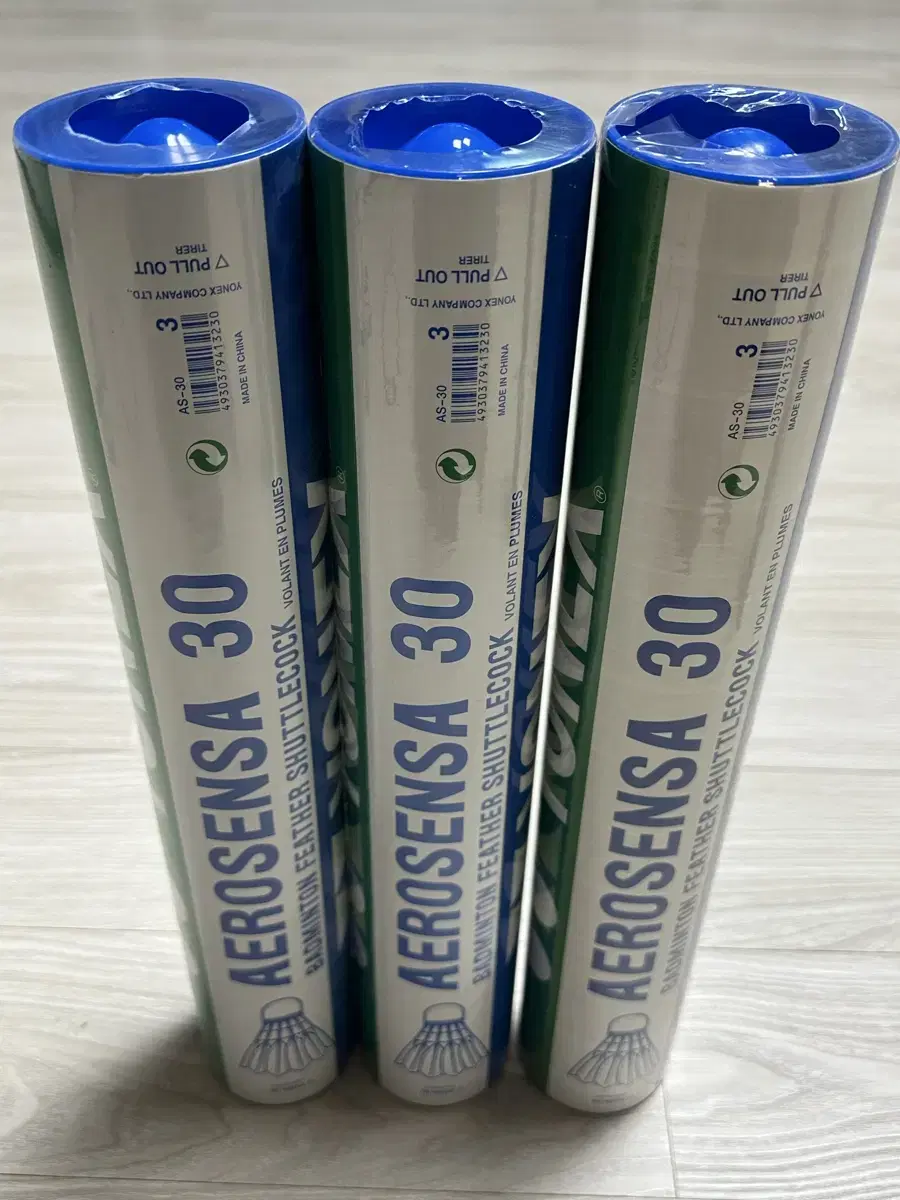 TIRER
▽ PULL OUT
YONEX COMPANY LTD.,
3
AS-30
4930379413230
MADE IN CHINA
AEROSENSA 30
BADMINTON FEATHER SHUTTLECOCK VOLANT EN PLUMES
YONEX
TIRER
▽ PULL OUT
YONEX COMPANY LTD.,
3
AS-30
4930379413230
MADE IN CHINA
AEROSENSA 30
BADMINTON FEATHER SHUTTLECOCK VOLANT EN PLUMES
YONEX®
TIRER
▽ PULL OUT
YONEX COMPANY LTD.,
3
AS-30
4930379413230
MADE IN CHINA
AEROSENSA 30
BADMINTON FEATHER SHUTTLECOCK VOLANT EN PLUMES
YONEX®